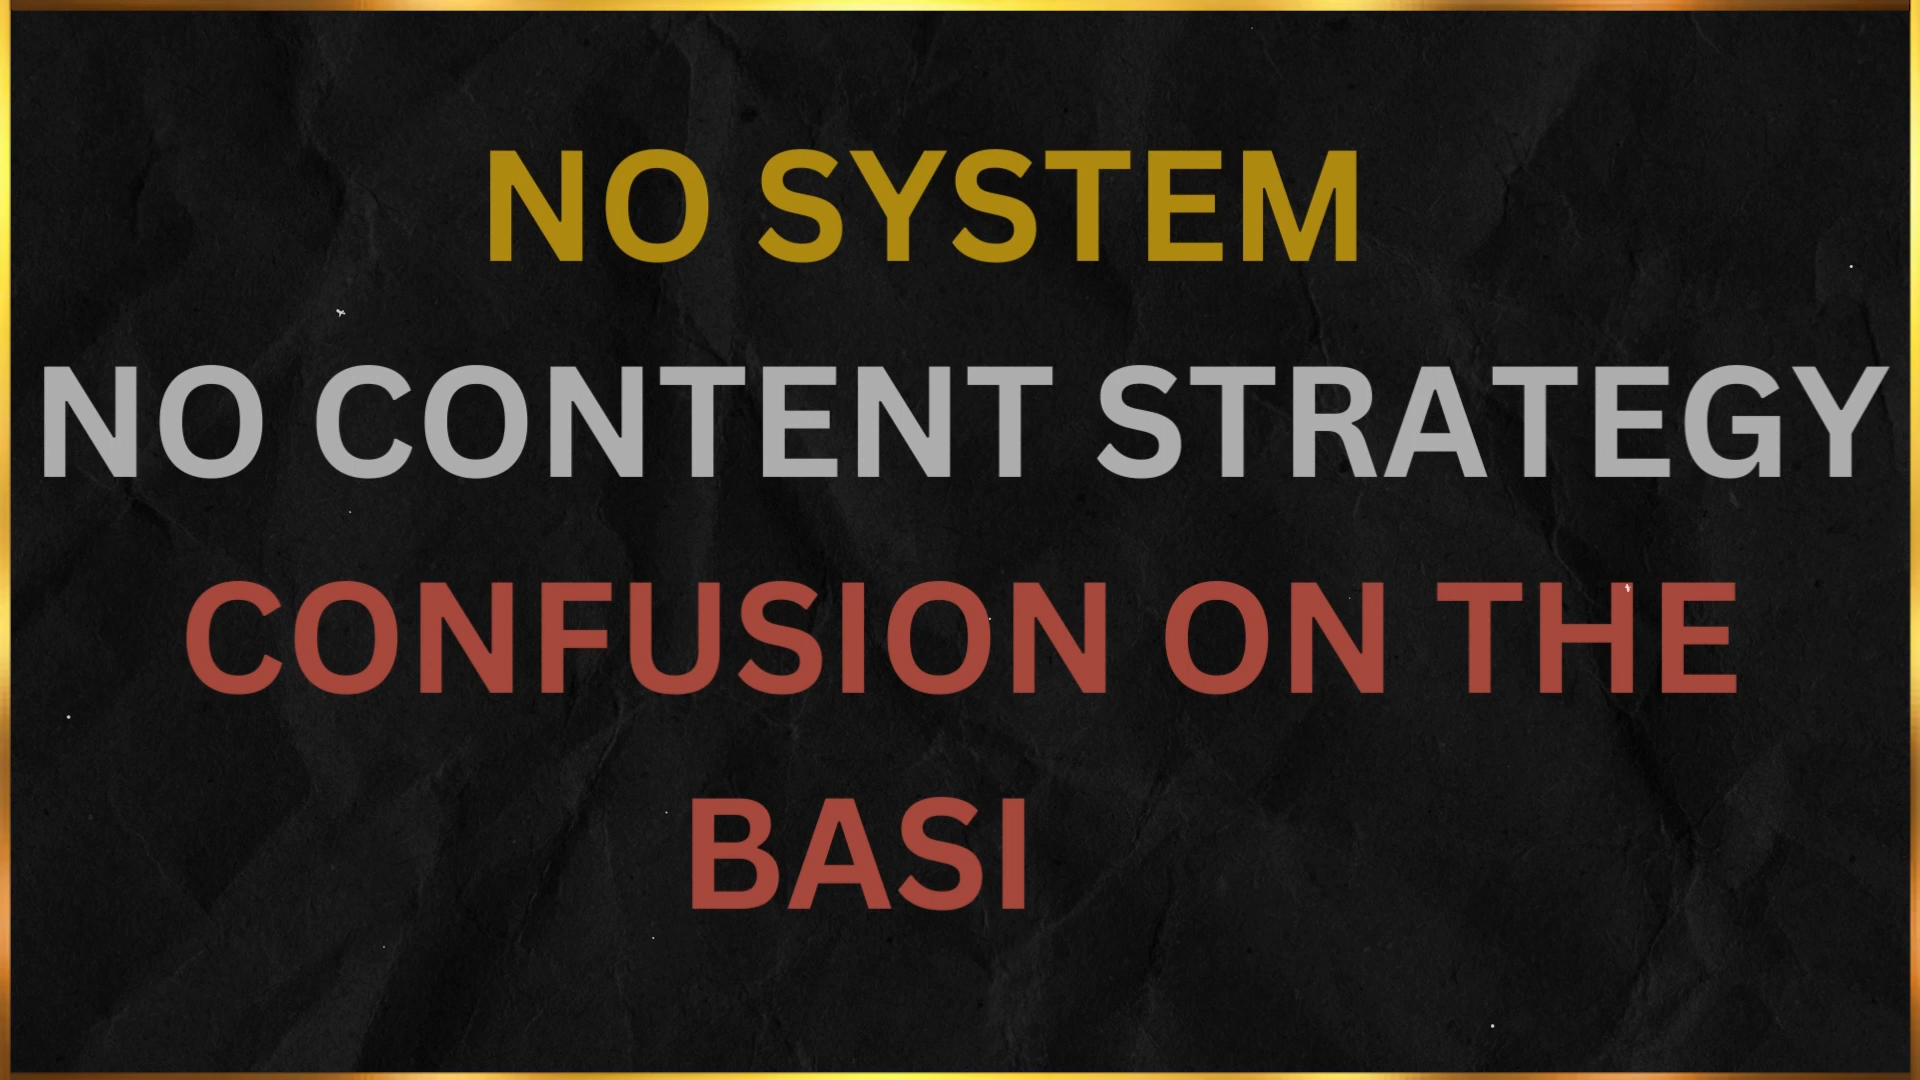 NO SYSTEM
NO CONTENT STRATEGY
CONFUSION ON THE
BASI